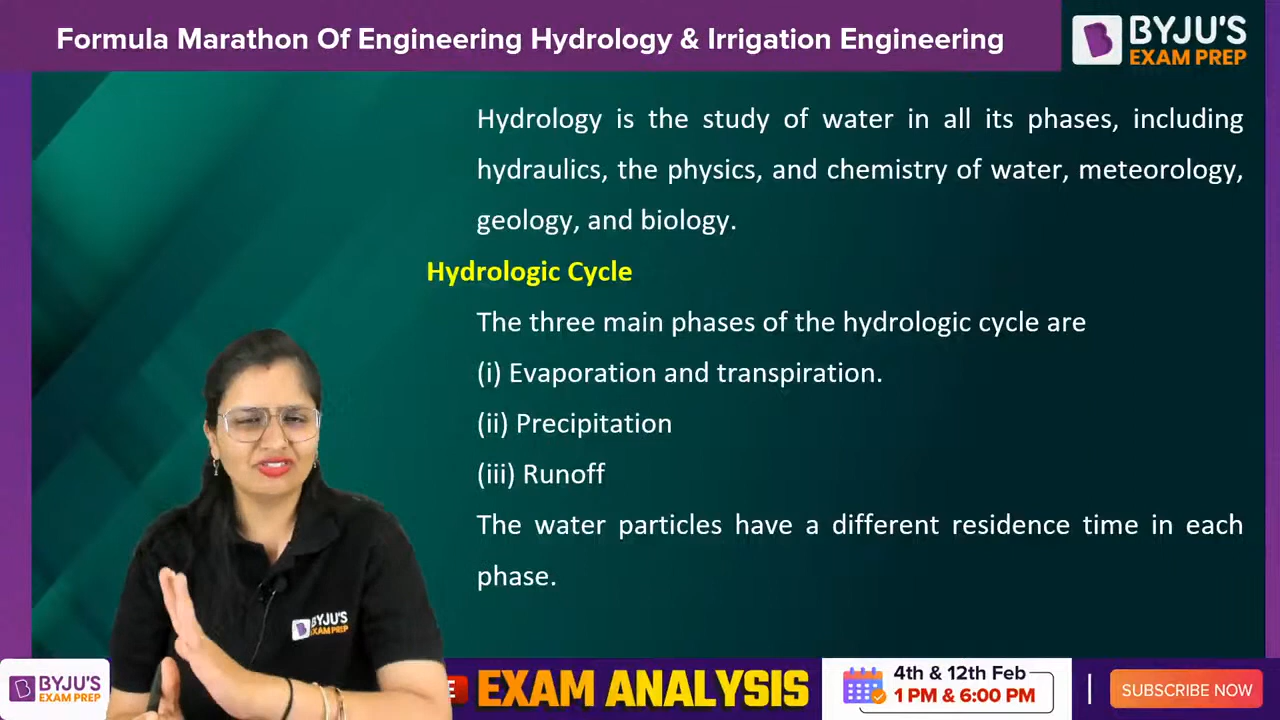 Formula Marathon Of Engineering Hydrology & Irrigation Engineering
BYJU'S
EXAM PREP
Hydrology is the study of water in all its phases, including
hydraulics, the physics, and chemistry of water, meteorology,
geology, and biology.
Hydrologic Cycle
The three main phases of the hydrologic cycle are
(i) Evaporation and transpiration.
(ii) Precipitation
(iii) Runoff
The water particles have a different residence time in each
phase.
BYJU'S
EXAM PREP
BYJU'S
EXAM PREP
E EXAM ANALYSIS
4th & 12th Feb
1 PM & 6:00 PM
SUBSCRIBE NOW